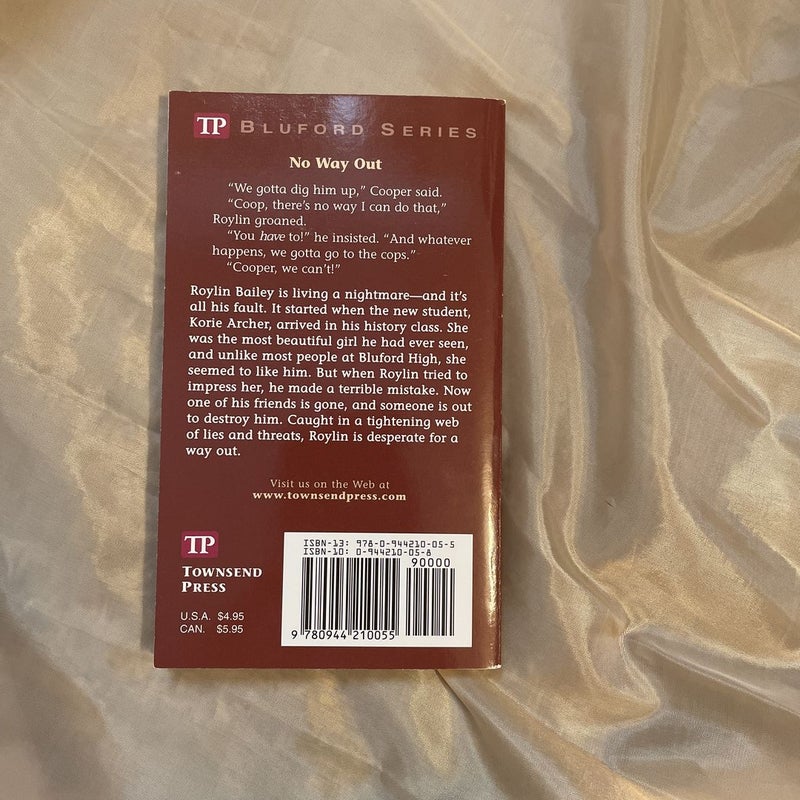 TP BLUFORD SERIES
No Way Out
“We gotta dig him up,” Cooper said.
“Coop, there’s no way I can do that,”
Roylin groaned.
“You have to!” he insisted. “And whatever
happens, we gotta go to the cops.”
“Cooper, we can’t!”
Roylin Bailey is living a nightmare—and it’s
all his fault. It started when the new student,
Korie Archer, arrived in his history class. She
was the most beautiful girl he had ever seen,
and unlike most people at Bluford High, she
seemed to like him. But when Roylin tried to
impress her, he made a terrible mistake. Now
one of his friends is gone, and someone is out
to destroy him. Caught in a tightening web
of lies and threats, Roylin is desperate for a
way out.
Visit us on the Web at
www.townsendpress.com
TP
TOWNSEND
PRESS
U.S.A. $4.95
CAN. $5.95
ISBN-13: 978-0-944210-05-5
ISBN-10: 0-944210-05-8
90000
9 780944 210055